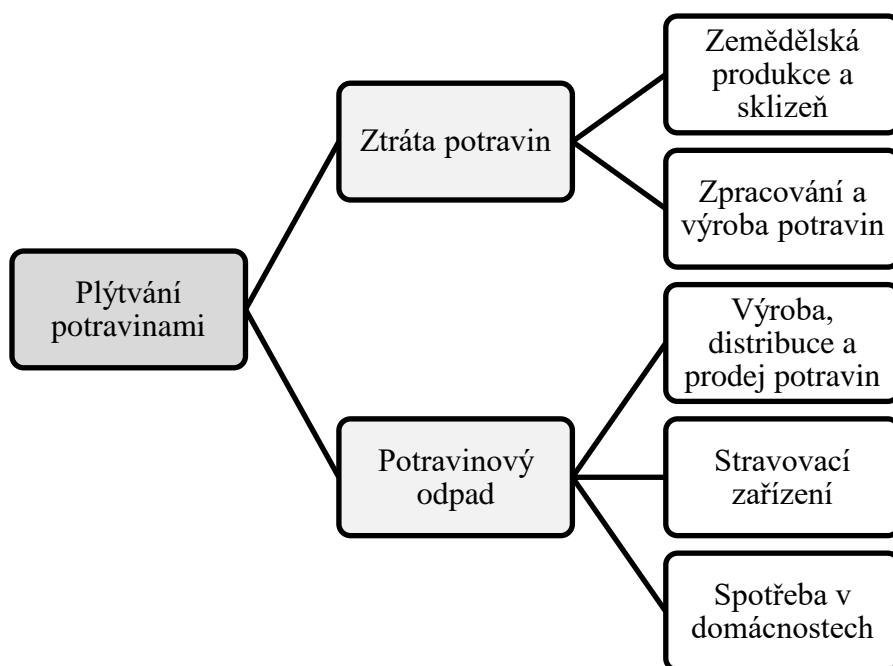 Plýtvání
potravinami
Ztráta potravin
Zemědělská
produkce a
sklizeň
Zpracování a
výroba potravin
Potravinový
odpad
Výroba,
distribuce a
prodej potravin
Stravovací
zařízení
Spotřeba v
domácnostech